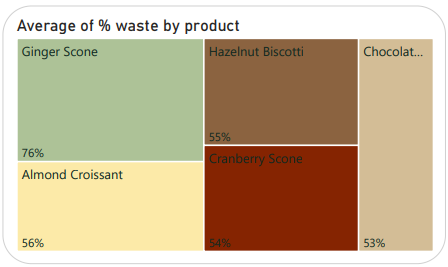 Average of % waste by product
Ginger Scone
76%
Almond Croissant
56%
Hazelnut Biscotti
55%
Cranberry Scone
54%
Chocolat...
53%